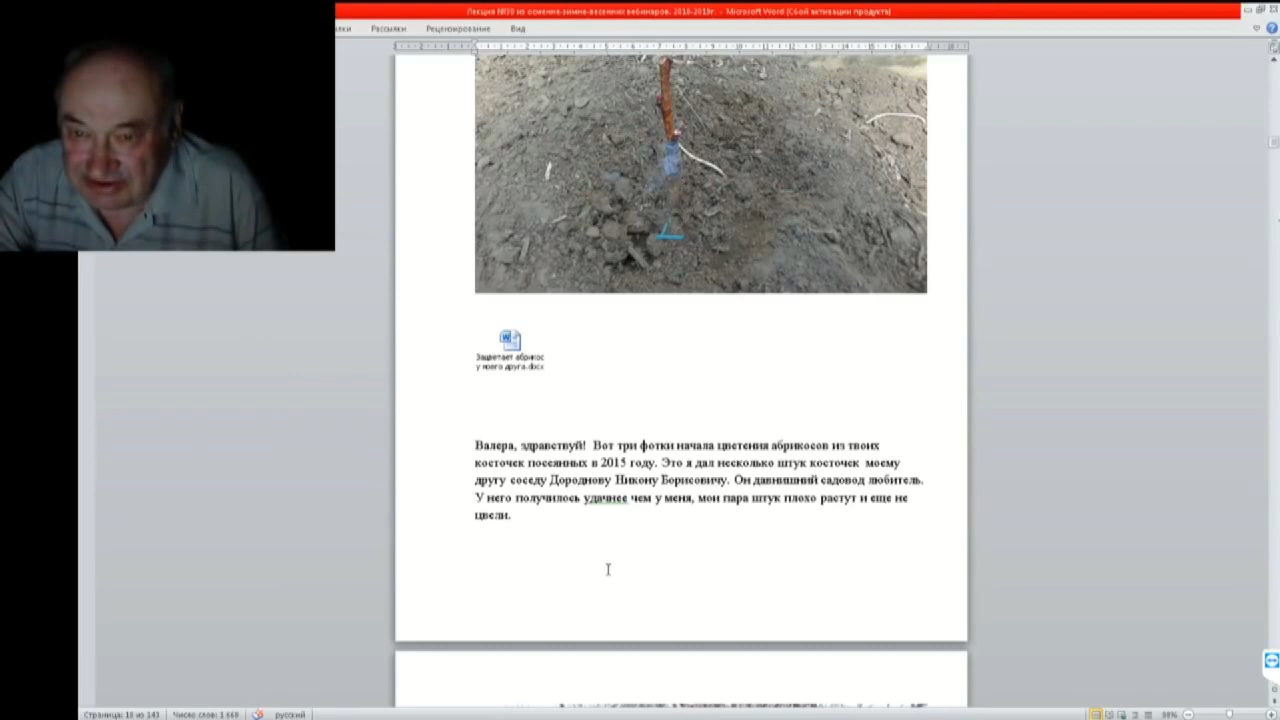 Лекция №30 из осенне-зимне-весенних вебинаров. 2018-2019г. - Microsoft Word (Сбой активации продукта)
Рассылки Рецензирование Вид
Зацветает абрикос
у моего друга.docx
Валера, здравствуй! Вот три фотки начала цветения абрикосов из твоих
косточек посеянных в 2015 году. Это я дал несколько штук косточек моему
другу соседу Дороднову Никону Борисовичу. Он давнишний садовод любитель.
У него получилось удачнее чем у меня, мои пара штук плохо растут и еще не
цвели.
Страница: 18 из 143 Число слов: 1 668 русский 98%